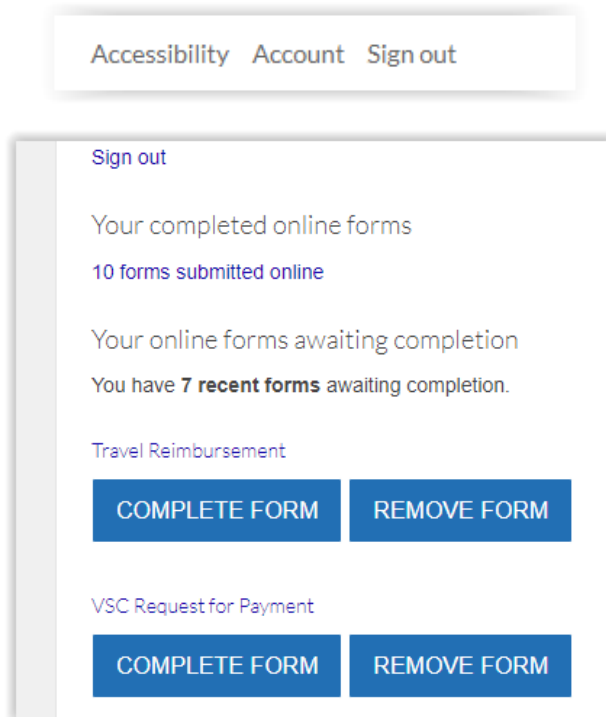 Accessibility Account Sign out
Sign out
Your completed online forms
10 forms submitted online
Your online forms awaiting completion
You have 7 recent forms awaiting completion.
Travel Reimbursement
COMPLETE FORM REMOVE FORM
VSC Request for Payment
COMPLETE FORM REMOVE FORM